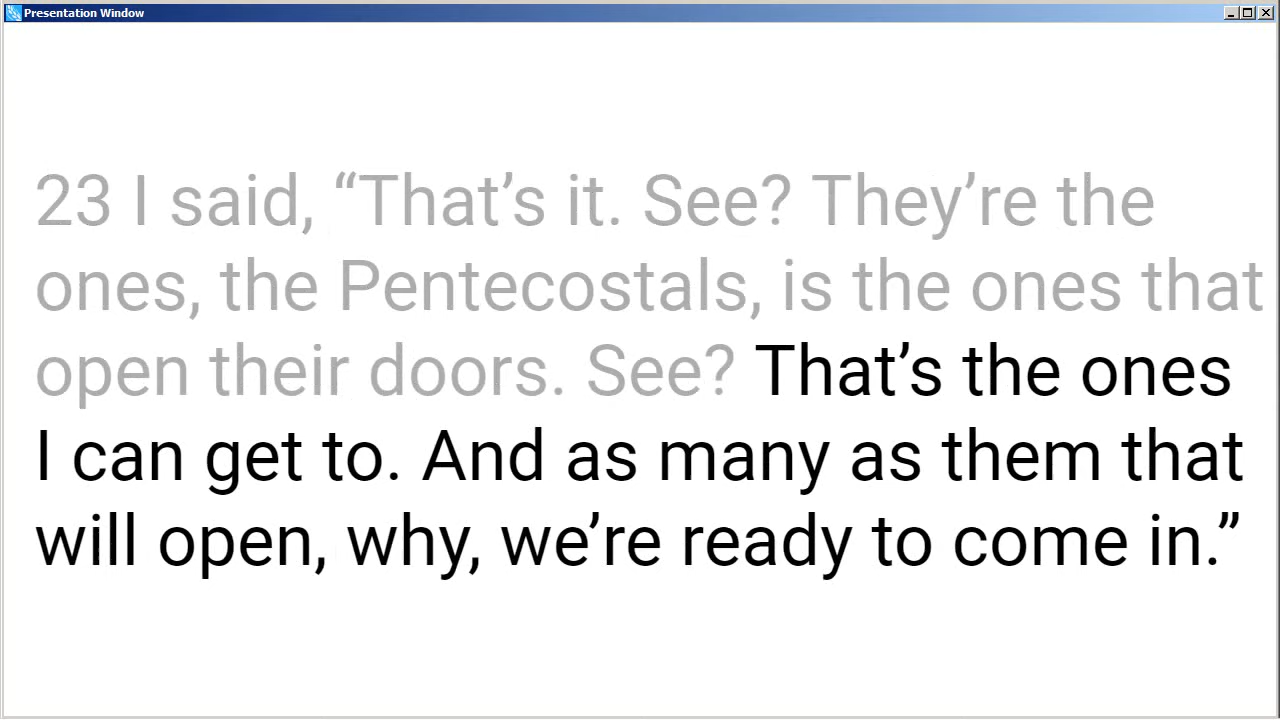 Presentation Window
23 I said, “That’s it. See? They’re the
ones, the Pentecostals, is the ones that
open their doors. See? That’s the ones
I can get to. And as many as them that
will open, why, we’re ready to come in.”